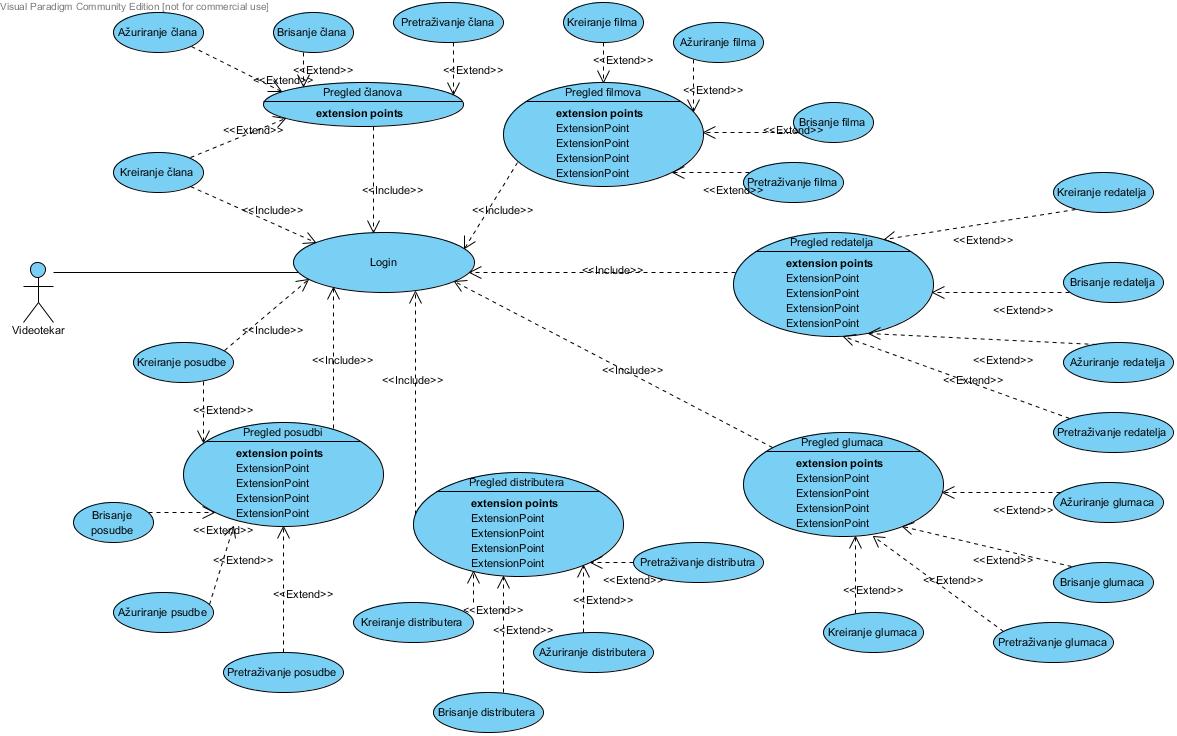 Visual Paradigm Community Edition [not for commercial use]
Ažuriranje člana
Brisanje člana
Pretraživanje člana
Kreiranje filma
Ažuriranje filma
<<Extend>>
<<Extend>>
<<Extend>>
<<Extend>>
<<Extend>>
Pregled članova
extension points
Pregled filmova
extension points
ExtensionPoint
ExtensionPoint
ExtensionPoint
ExtensionPoint
Brisanje filma
<<Extend>>
<<Extend>>
Kreiranje člana
Pretraživanje filma
<<Extend>>
<<Include>>
<<Include>>
<<Include>>
Kreiranje redatelja
<<Extend>>
Login
Pregled redatelja
extension points
ExtensionPoint
ExtensionPoint
ExtensionPoint
ExtensionPoint
<<Include>>
Brisanje redatelja
<<Extend>>
Videotekar
<<Include>>
Kreiranje posudbe
<<Include>>
<<Include>>
<<Include>>
Ažuriranje redatelja
<<Extend>>
<<Extend>>
Pretraživanje redatelja
<<Extend>>
Pregled posudbi
extension points
ExtensionPoint
ExtensionPoint
ExtensionPoint
ExtensionPoint
Pregled glumaca
extension points
ExtensionPoint
ExtensionPoint
ExtensionPoint
ExtensionPoint
Pregled distributera
extension points
ExtensionPoint
ExtensionPoint
ExtensionPoint
ExtensionPoint
Ažuriranje glumaca
<<Extend>>
Brisanje
posudbe
<<Extend>>
<<Extend>>
Pretraživanje distributra
<<Extend>>
<<Extend>>
Brisanje glumaca
<<Extend>>
<<Extend>>
<<Extend>>
Ažuriranje psudbe
Kreiranje distributera
<<Extend>>
<<Extend>>
<<Extend>>
Kreiranje glumaca
Pretraživanje glumaca
Ažuriranje distributera
Pretraživanje posudbe
Brisanje distributera